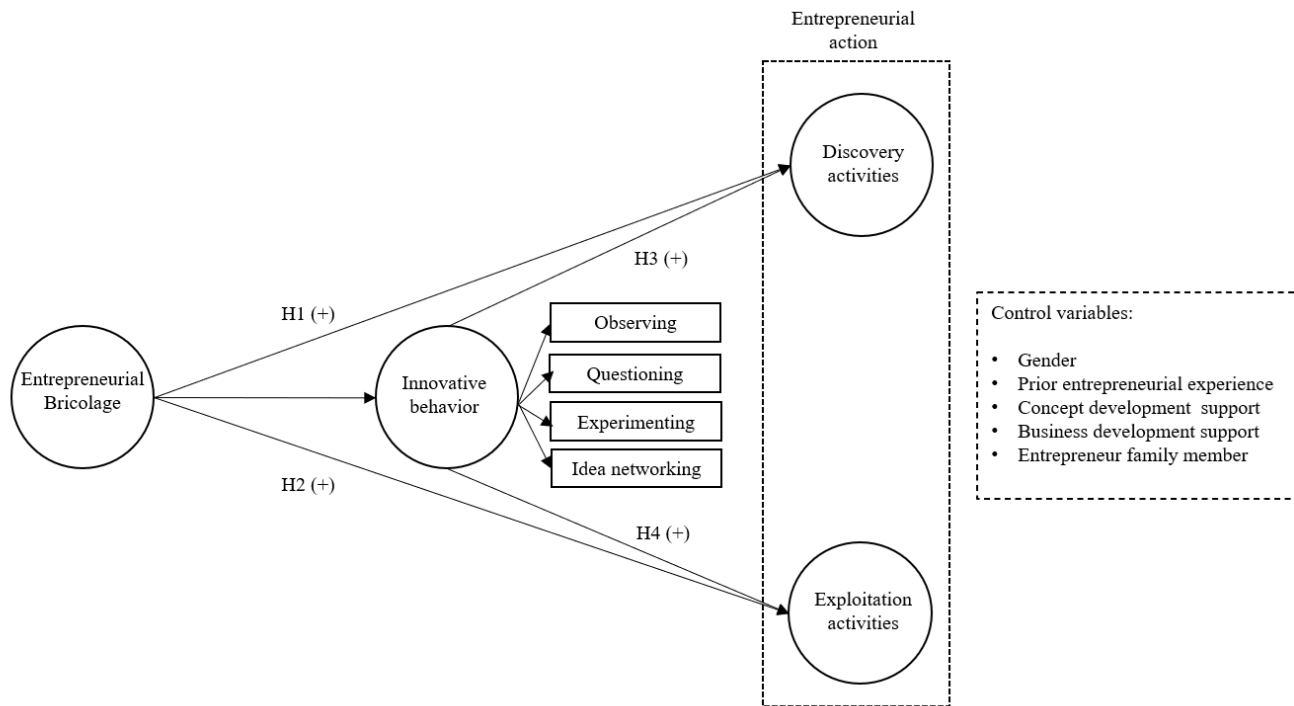 Entrepreneurial
action
Discovery
activities
H3 (+)
H1 (+)
Entrepreneurial
Bricolage
Innovative
behavior
Observing
Questioning
Experimenting
Idea networking
H2 (+)
H4 (+)
Exploitation
activities
Control variables:
• Gender
• Prior entrepreneurial experience
• Concept development support
• Business development support
• Entrepreneur family member